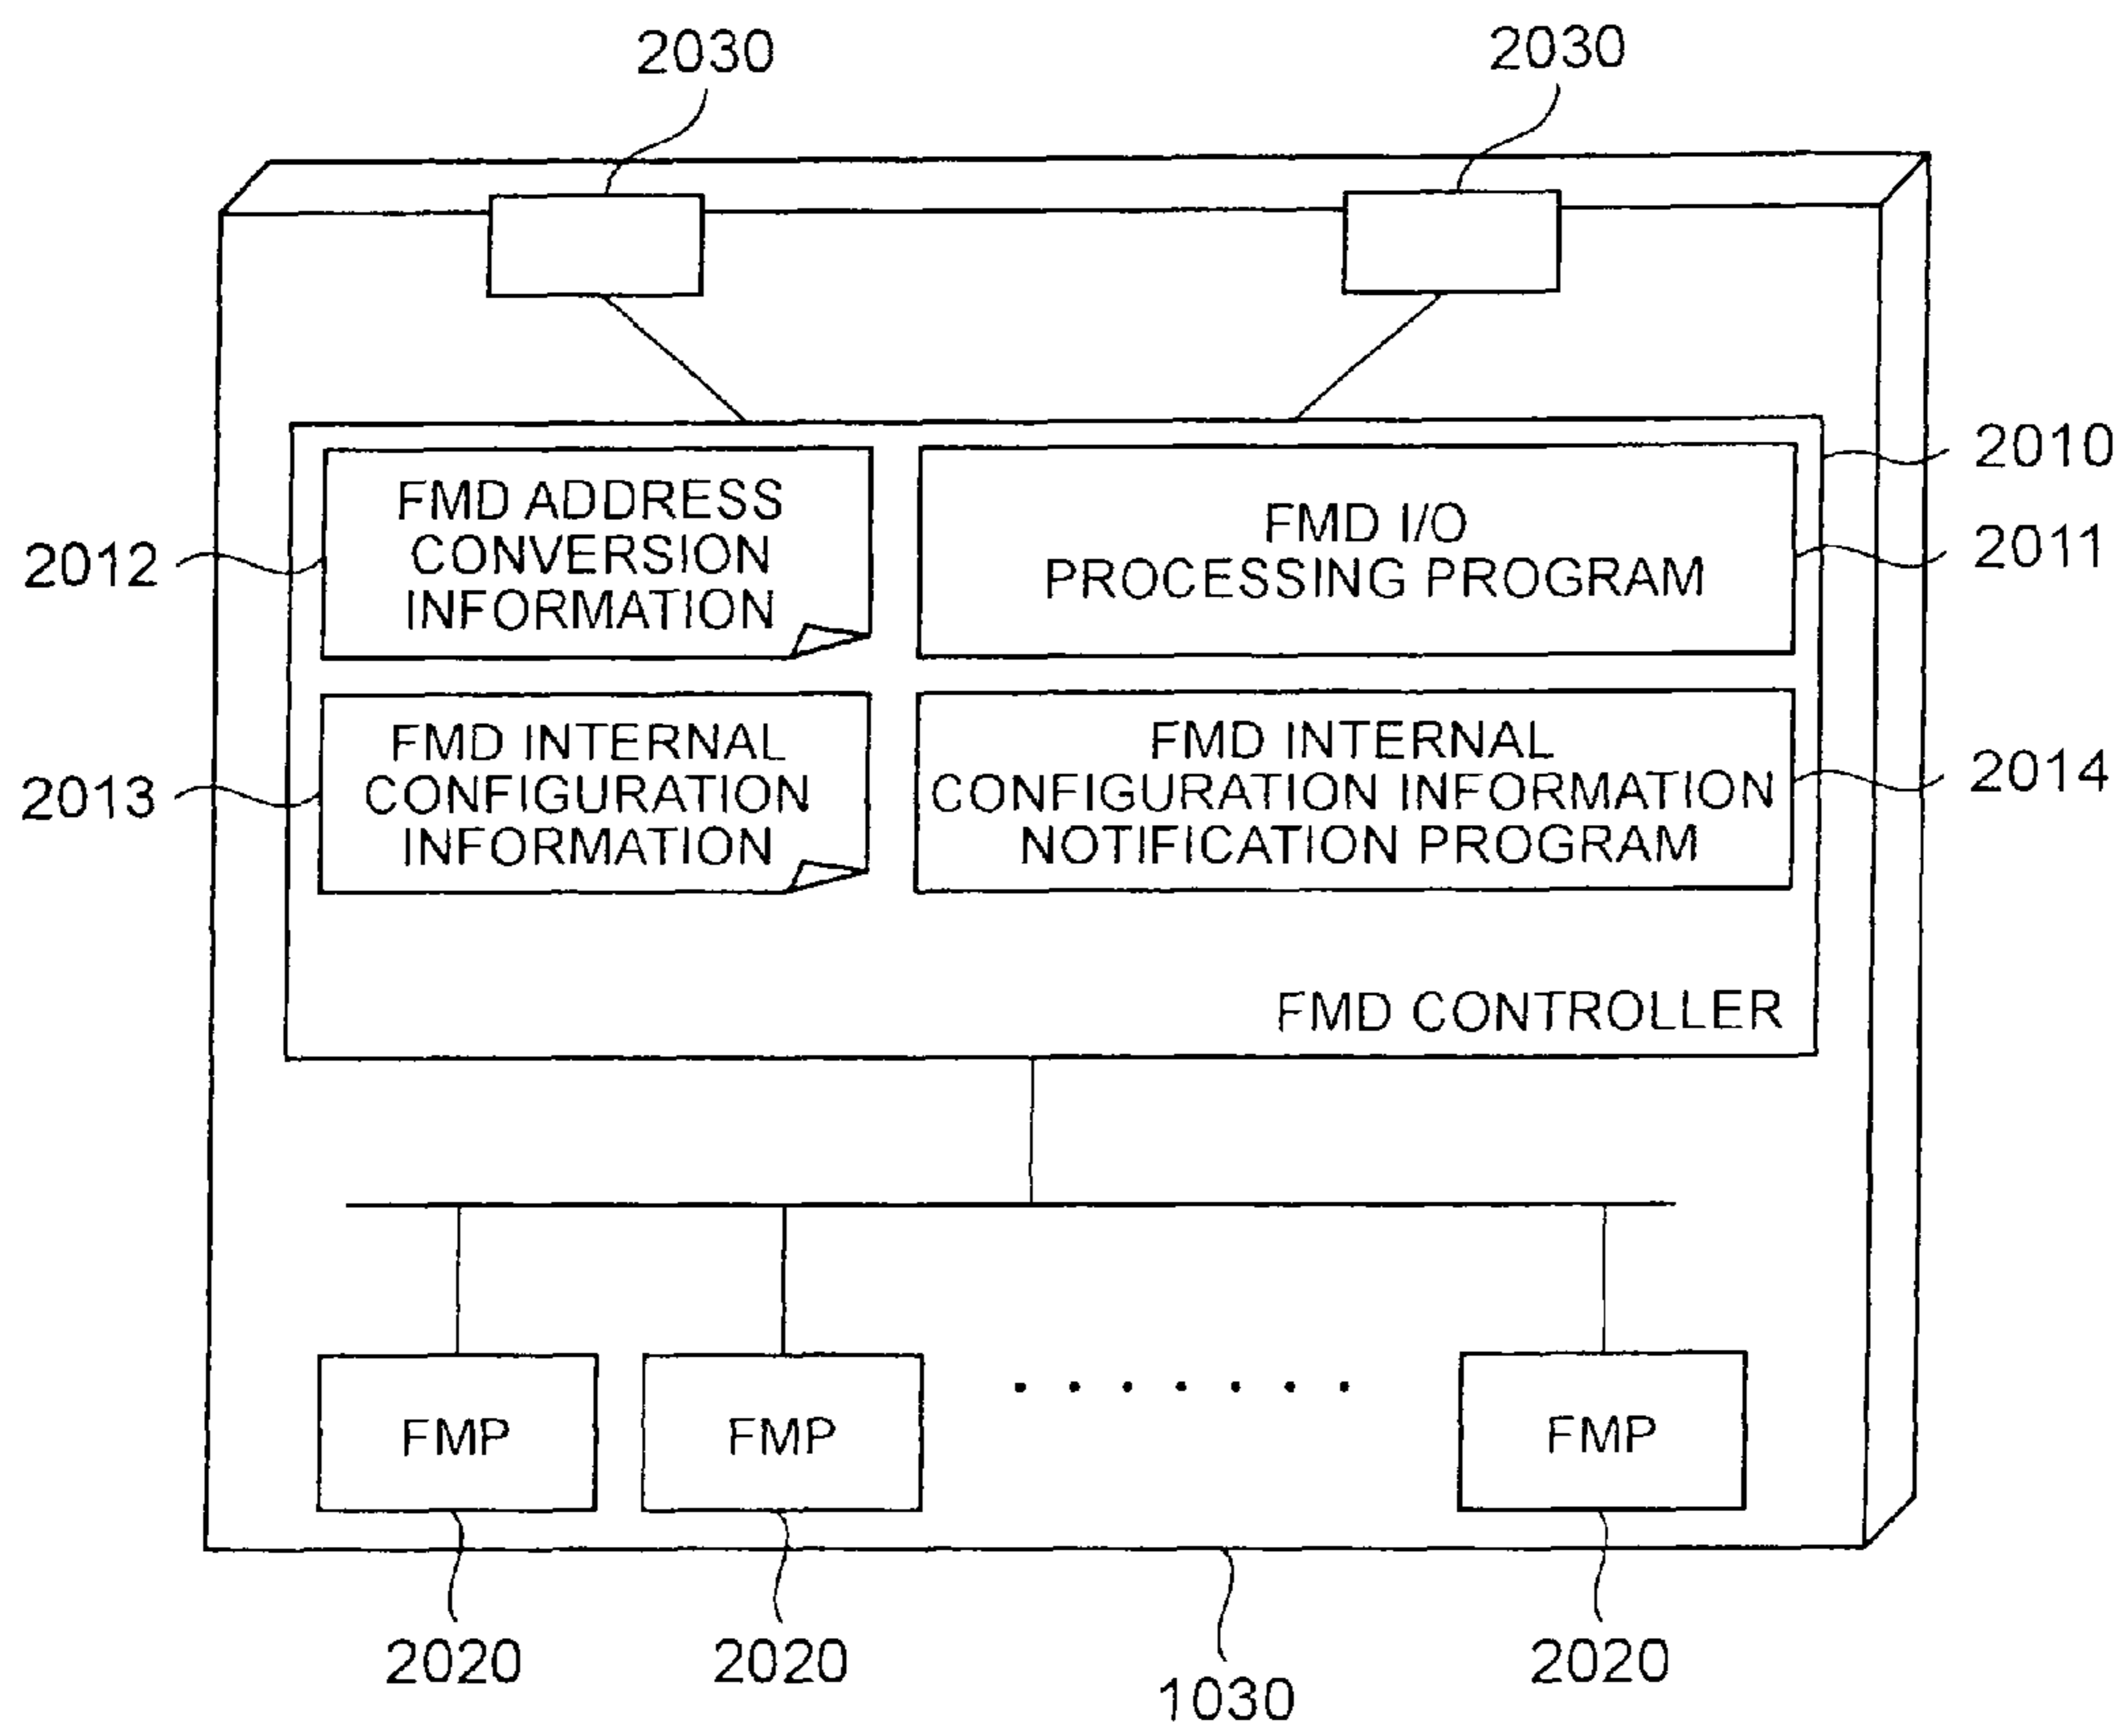 2030
2030
2010
FMD ADDRESS
CONVERSION
INFORMATION
FMD I/O
PROCESSING PROGRAM
2012
2011
FMD INTERNAL
CONFIGURATION
INFORMATION
FMD INTERNAL
CONFIGURATION INFORMATION
NOTIFICATION PROGRAM
2013
2014
FMD CONTROLLER
FMP
FMP
FMP
2020
2020
2020
1030